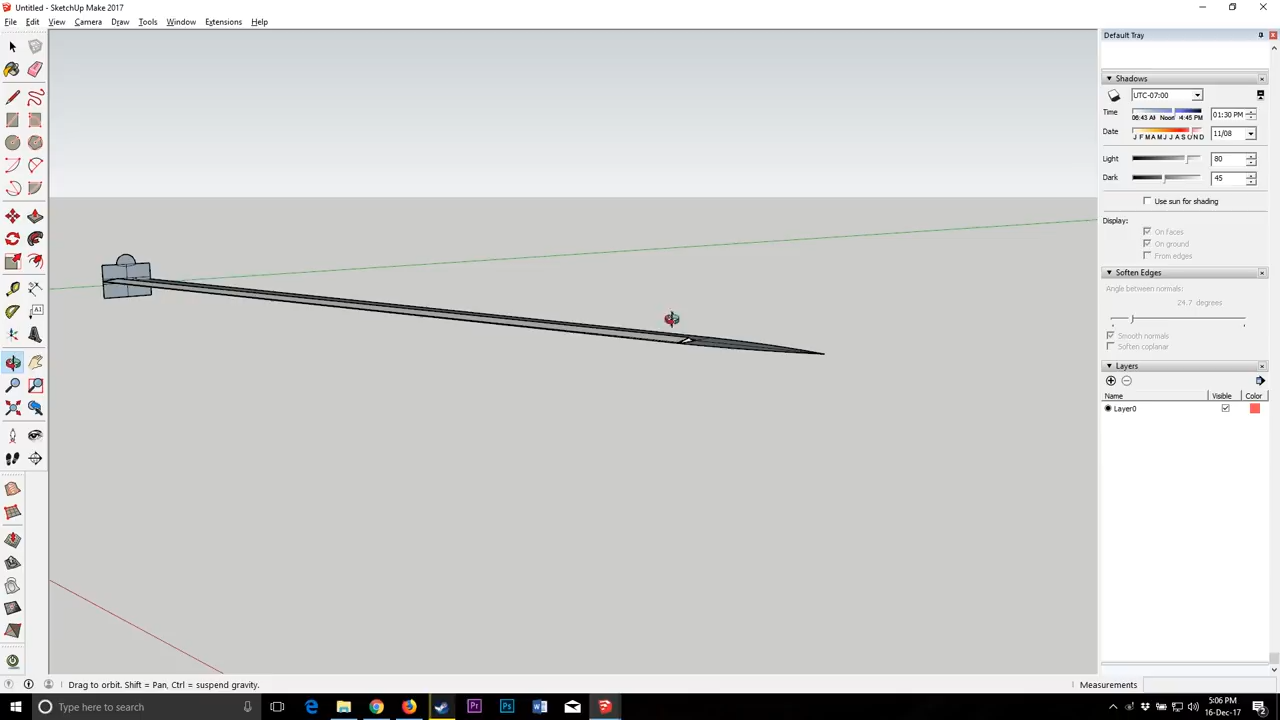 Untitled - SketchUp Make 2017
File Edit View Camera Draw Tools Window Extensions Help
Default Tray
Shadows
UTC-07:00
Time 06:43 AM Noon 4:45 PM 01:30 PM
Date J F M A M J J A S O N D 11/08
Light 80
Dark 45
Use sun for shading
Display:
On faces
On ground
From edges
Soften Edges
Angle between normals:
24.7 degrees
Smooth normals
Soften coplanar
Layers
Name Visible Color
Layer0
Drag to orbit. Shift = Pan, Ctrl = suspend gravity.
Measurements
Type here to search
5:06 PM
16-Dec-17